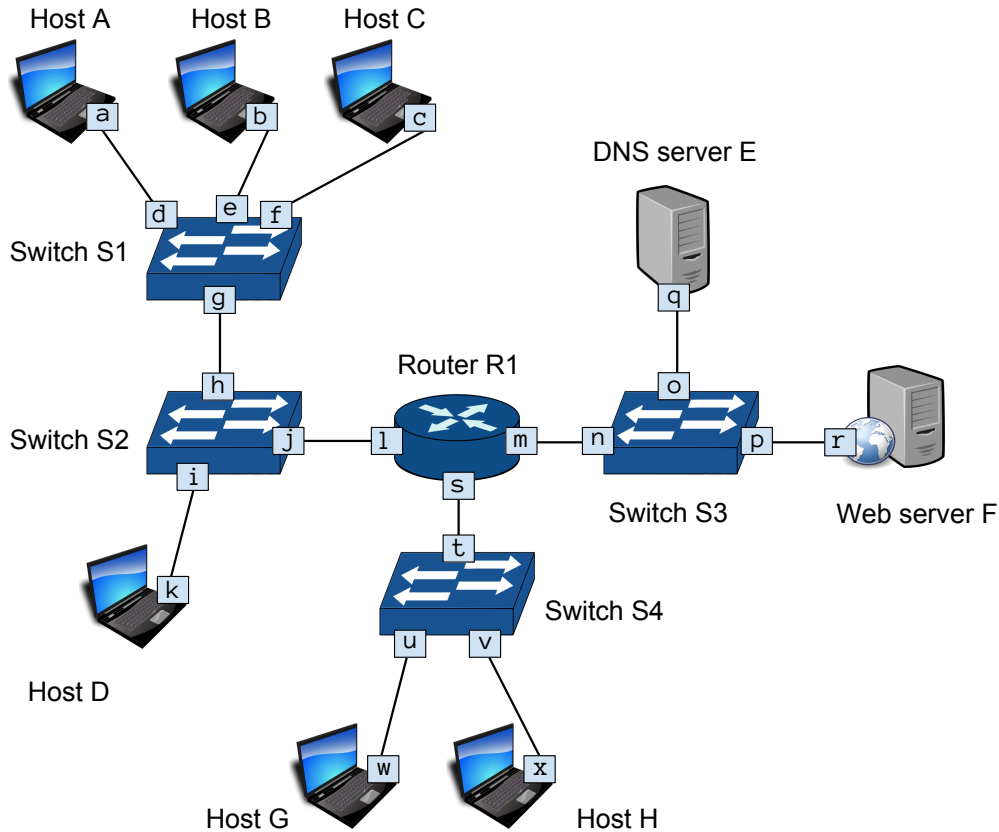 Host A
Host B
Host C
a
b
c
DNS server E
d
e
f
Switch S1
g
q
Router R1
h
o
Switch S2
j
l
m
n
p
r
i
s
Switch S3
Web server F
t
k
Switch S4
u
v
Host D
w
x
Host G
Host H